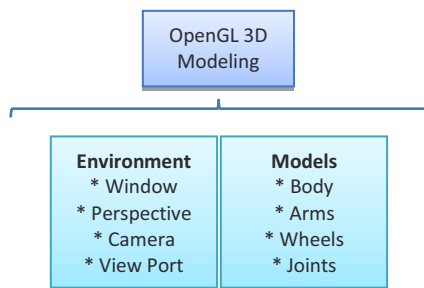 OpenGL 3D
Modeling
Environment
* Window
* Perspective
* Camera
* View Port
Models
* Body
* Arms
* Wheels
* Joints